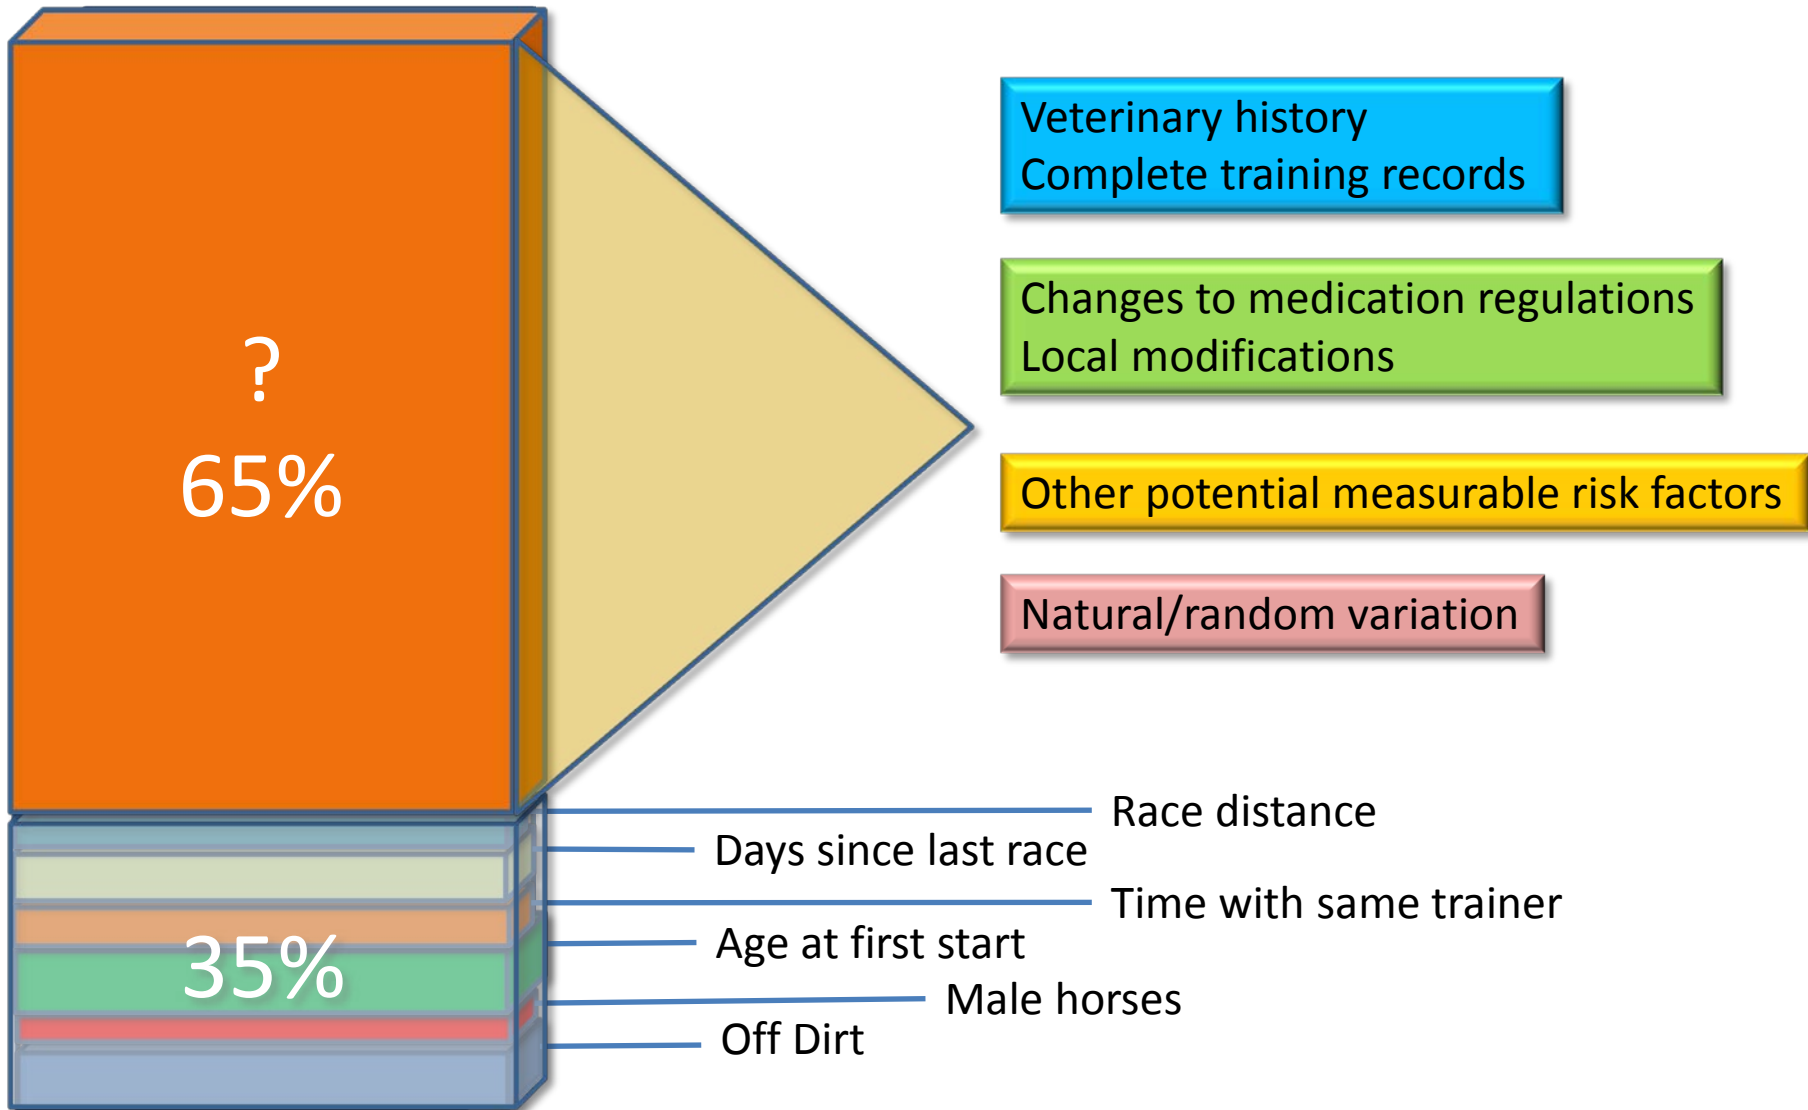 ?
65%
Veterinary history
Complete training records
Changes to medication regulations
Local modifications
Other potential measurable risk factors
Natural/random variation
Race distance
Days since last race
Time with same trainer
Age at first start
35%
Male horses
Off Dirt